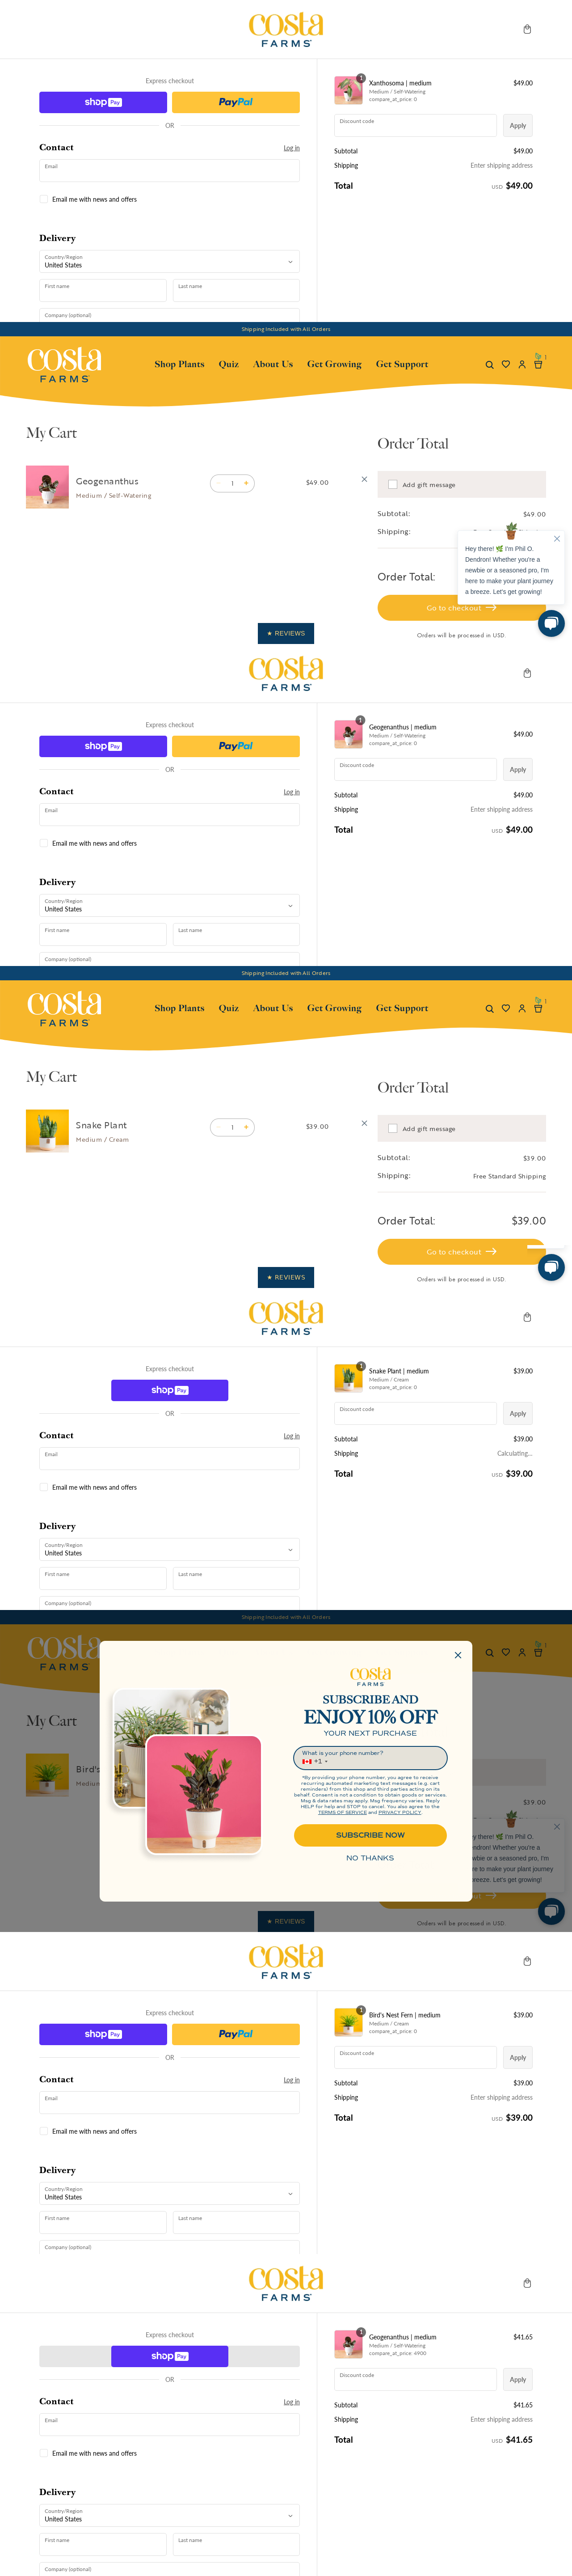 costa
FARMS
Express checkout
shop Pay
PayPal
OR
Contact
Log in
Email
Email me with news and offers
Delivery
Country/Region
United States
First name
Last name
Company (optional)
1
Xanthosoma | medium
$49.00
Medium / Self-Watering
compare_at_price: 0
Discount code
Apply
Subtotal
$49.00
Shipping
Enter shipping address
Total
USD $49.00
Shipping Included with All Orders
costa
FARMS
Shop Plants
Quiz
About Us
Get Growing
Get Support
1
My Cart
Geogenanthus
Medium / Self-Watering
1
$49.00
Order Total
Add gift message
Subtotal:
$49.00
Shipping:
Order Total:
Hey there! 🌿 I'm Phil O.
Dendron! Whether you're a
newbie or a seasoned pro, I'm
here to make your plant journey
a breeze. Let's get growing!
Go to checkout
Orders will be processed in USD.
★ REVIEWS
costa
FARMS
Express checkout
shop Pay
PayPal
OR
Contact
Log in
Email
Email me with news and offers
Delivery
Country/Region
United States
First name
Last name
Company (optional)
1
Geogenanthus | medium
$49.00
Medium / Self-Watering
compare_at_price: 0
Discount code
Apply
Subtotal
$49.00
Shipping
Enter shipping address
Total
USD $49.00
Shipping Included with All Orders
costa
FARMS
Shop Plants
Quiz
About Us
Get Growing
Get Support
1
My Cart
Snake Plant
Medium / Cream
1
$39.00
Order Total
Add gift message
Subtotal:
$39.00
Shipping:
Free Standard Shipping
Order Total:
$39.00
Go to checkout
Orders will be processed in USD.
★ REVIEWS
costa
FARMS
Express checkout
shop Pay
OR
Contact
Log in
Email
Email me with news and offers
Delivery
Country/Region
United States
First name
Last name
Company (optional)
1
Snake Plant | medium
$39.00
Medium / Cream
compare_at_price: 0
Discount code
Apply
Subtotal
$39.00
Shipping
Calculating...
Total
USD $39.00
Shipping Included with All Orders
costa
FARMS
My Cart
Bird's
Medium
costa
FARMS
SUBSCRIBE AND
ENJOY 10% OFF
YOUR NEXT PURCHASE
What is your phone number?
+1
*By providing your phone number, you agree to receive
recurring automated marketing text messages (e.g. cart
reminders) from this shop and third parties acting on its
behalf. Consent is not a condition to obtain goods or services.
Msg & data rates may apply. Msg frequency varies. Reply
HELP for help and STOP to cancel. You also agree to the
TERMS OF SERVICE and PRIVACY POLICY.
SUBSCRIBE NOW
NO THANKS
$39.00
ey there! 🌿 I'm Phil O.
endron! Whether you're a
ewbie or a seasoned pro, I'm
ere to make your plant journey
breeze. Let's get growing!
Orders will be processed in USD.
★ REVIEWS
costa
FARMS
Express checkout
shop Pay
PayPal
OR
Contact
Log in
Email
Email me with news and offers
Delivery
Country/Region
United States
First name
Last name
Company (optional)
1
Bird's Nest Fern | medium
$39.00
Medium / Cream
compare_at_price: 0
Discount code
Apply
Subtotal
$39.00
Shipping
Enter shipping address
Total
USD $39.00
costa
FARMS
Express checkout
shop Pay
OR
Contact
Log in
Email
Email me with news and offers
Delivery
Country/Region
United States
First name
Last name
Company (optional)
1
Geogenanthus | medium
$41.65
Medium / Self-Watering
compare_at_price: 4900
Discount code
Apply
Subtotal
$41.65
Shipping
Enter shipping address
Total
USD $41.65